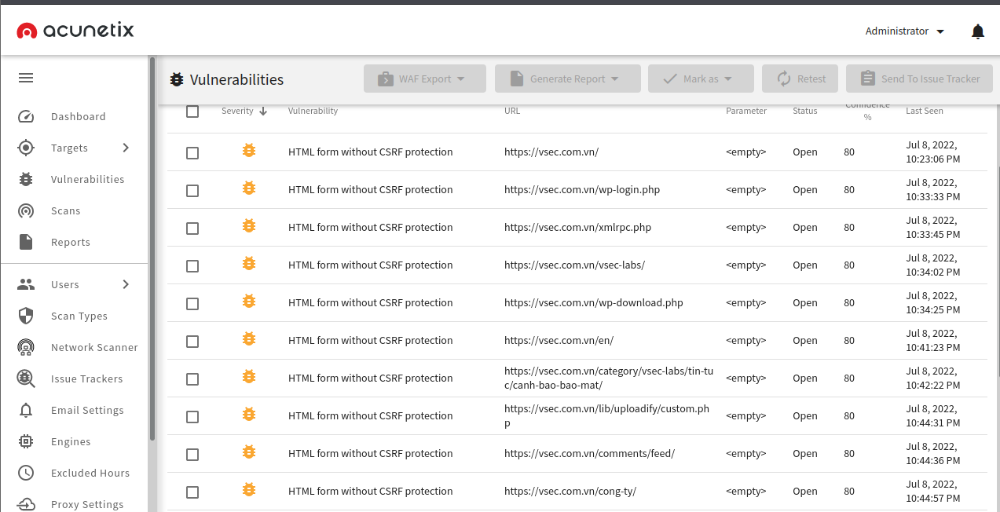 acunetix
Administrator
Dashboard
Targets
Vulnerabilities
Scans
Reports
Users
Scan Types
Network Scanner
Issue Trackers
Email Settings
Engines
Excluded Hours
Proxy Settings
Vulnerabilities
WAF Export
Generate Report
Mark as
Retest
Send To Issue Tracker
Severity Vulnerability URL Parameter Status Confidence % Last Seen
HTML form without CSRF protection https://vsec.com.vn/ <empty> Open 80 Jul 8, 2022,
10:23:06 PM
HTML form without CSRF protection https://vsec.com.vn/wp-login.php <empty> Open 80 Jul 8, 2022,
10:33:33 PM
HTML form without CSRF protection https://vsec.com.vn/xmlrpc.php <empty> Open 80 Jul 8, 2022,
10:33:45 PM
HTML form without CSRF protection https://vsec.com.vn/vsec-labs/ <empty> Open 80 Jul 8, 2022,
10:34:02 PM
HTML form without CSRF protection https://vsec.com.vn/wp-download.php <empty> Open 80 Jul 8, 2022,
10:34:25 PM
HTML form without CSRF protection https://vsec.com.vn/en/ <empty> Open 80 Jul 8, 2022,
10:41:23 PM
HTML form without CSRF protection https://vsec.com.vn/category/vsec-labs/tin-tu <empty> Open 80 Jul 8, 2022,
c/canh-bao-bao-mat/ 10:42:22 PM
HTML form without CSRF protection https://vsec.com.vn/lib/uploadify/custom.ph <empty> Open 80 Jul 8, 2022,
p 10:44:31 PM
HTML form without CSRF protection https://vsec.com.vn/comments/feed/ <empty> Open 80 Jul 8, 2022,
10:44:36 PM
HTML form without CSRF protection https://vsec.com.vn/cong-ty/ <empty> Open 80 Jul 8, 2022,
10:44:57 PM